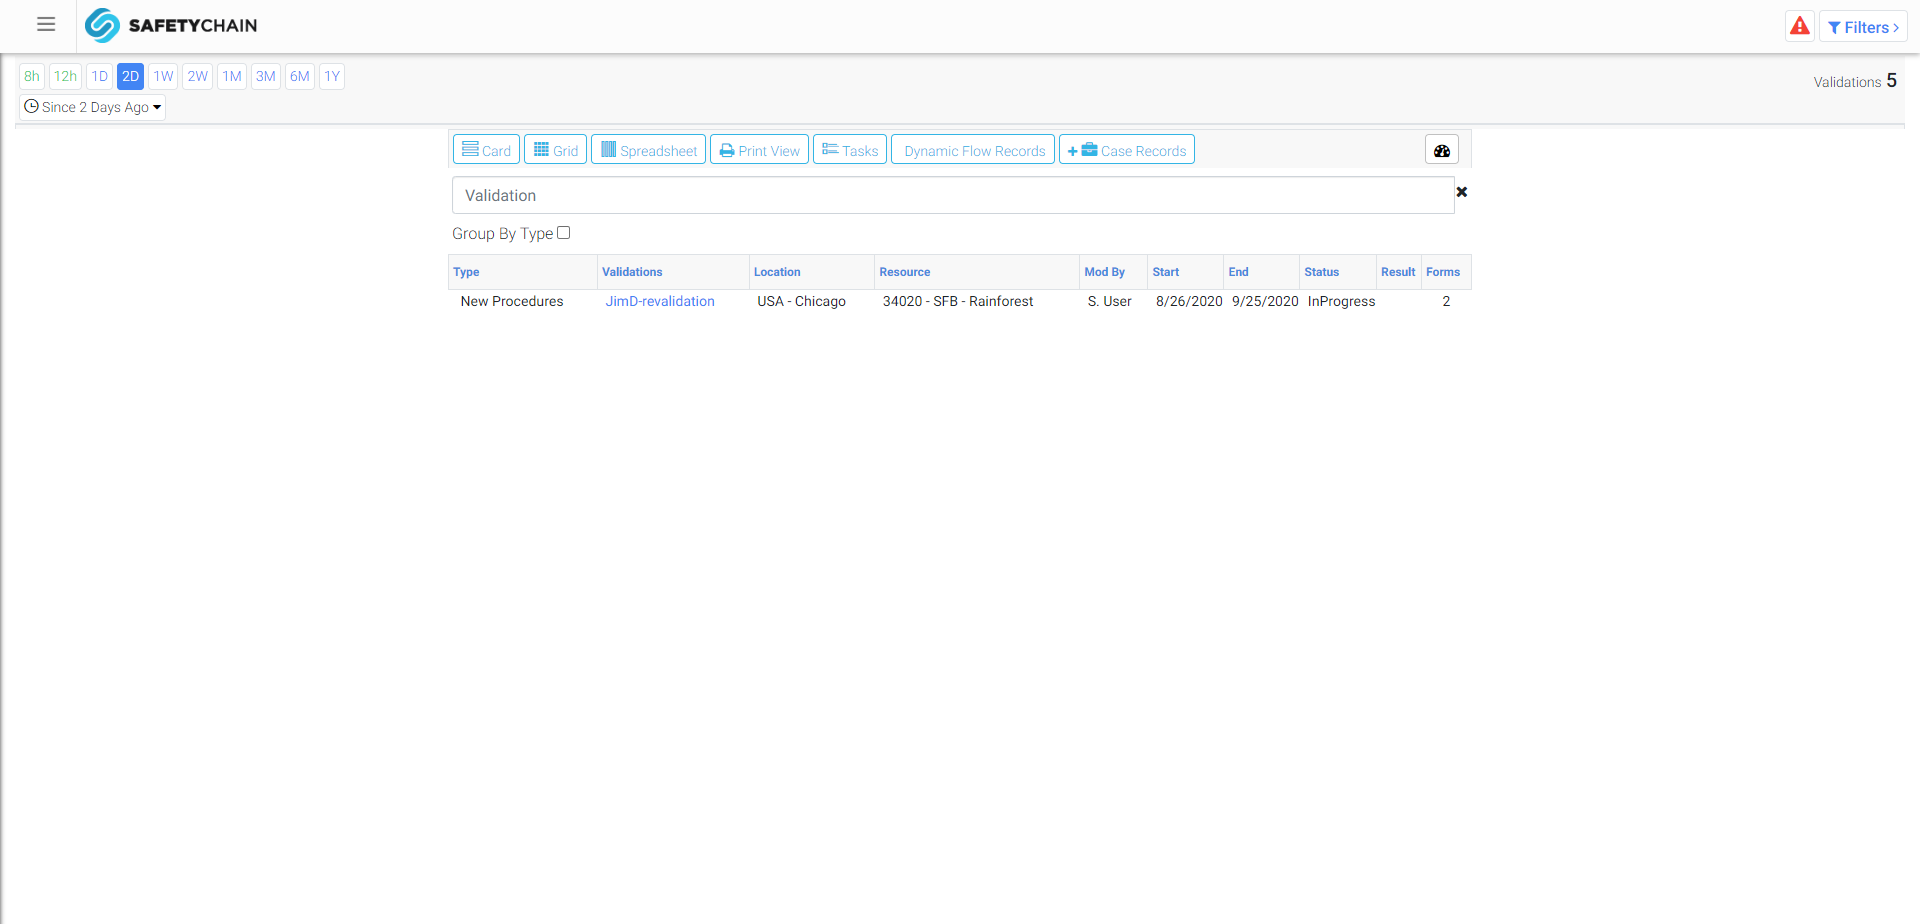 SAFETYCHAIN
Filters >
8h 12h 1D 2D 1W 2W 1M 3M 6M 1Y
Validations 5
Since 2 Days Ago
Card Grid Spreadsheet Print View Tasks Dynamic Flow Records + Case Records
Validation
Group By Type
Type Validations Location Resource Mod By Start End Status Result Forms
New Procedures JimD-revalidation USA - Chicago 34020 - SFB - Rainforest S. User 8/26/2020 9/25/2020 InProgress 2